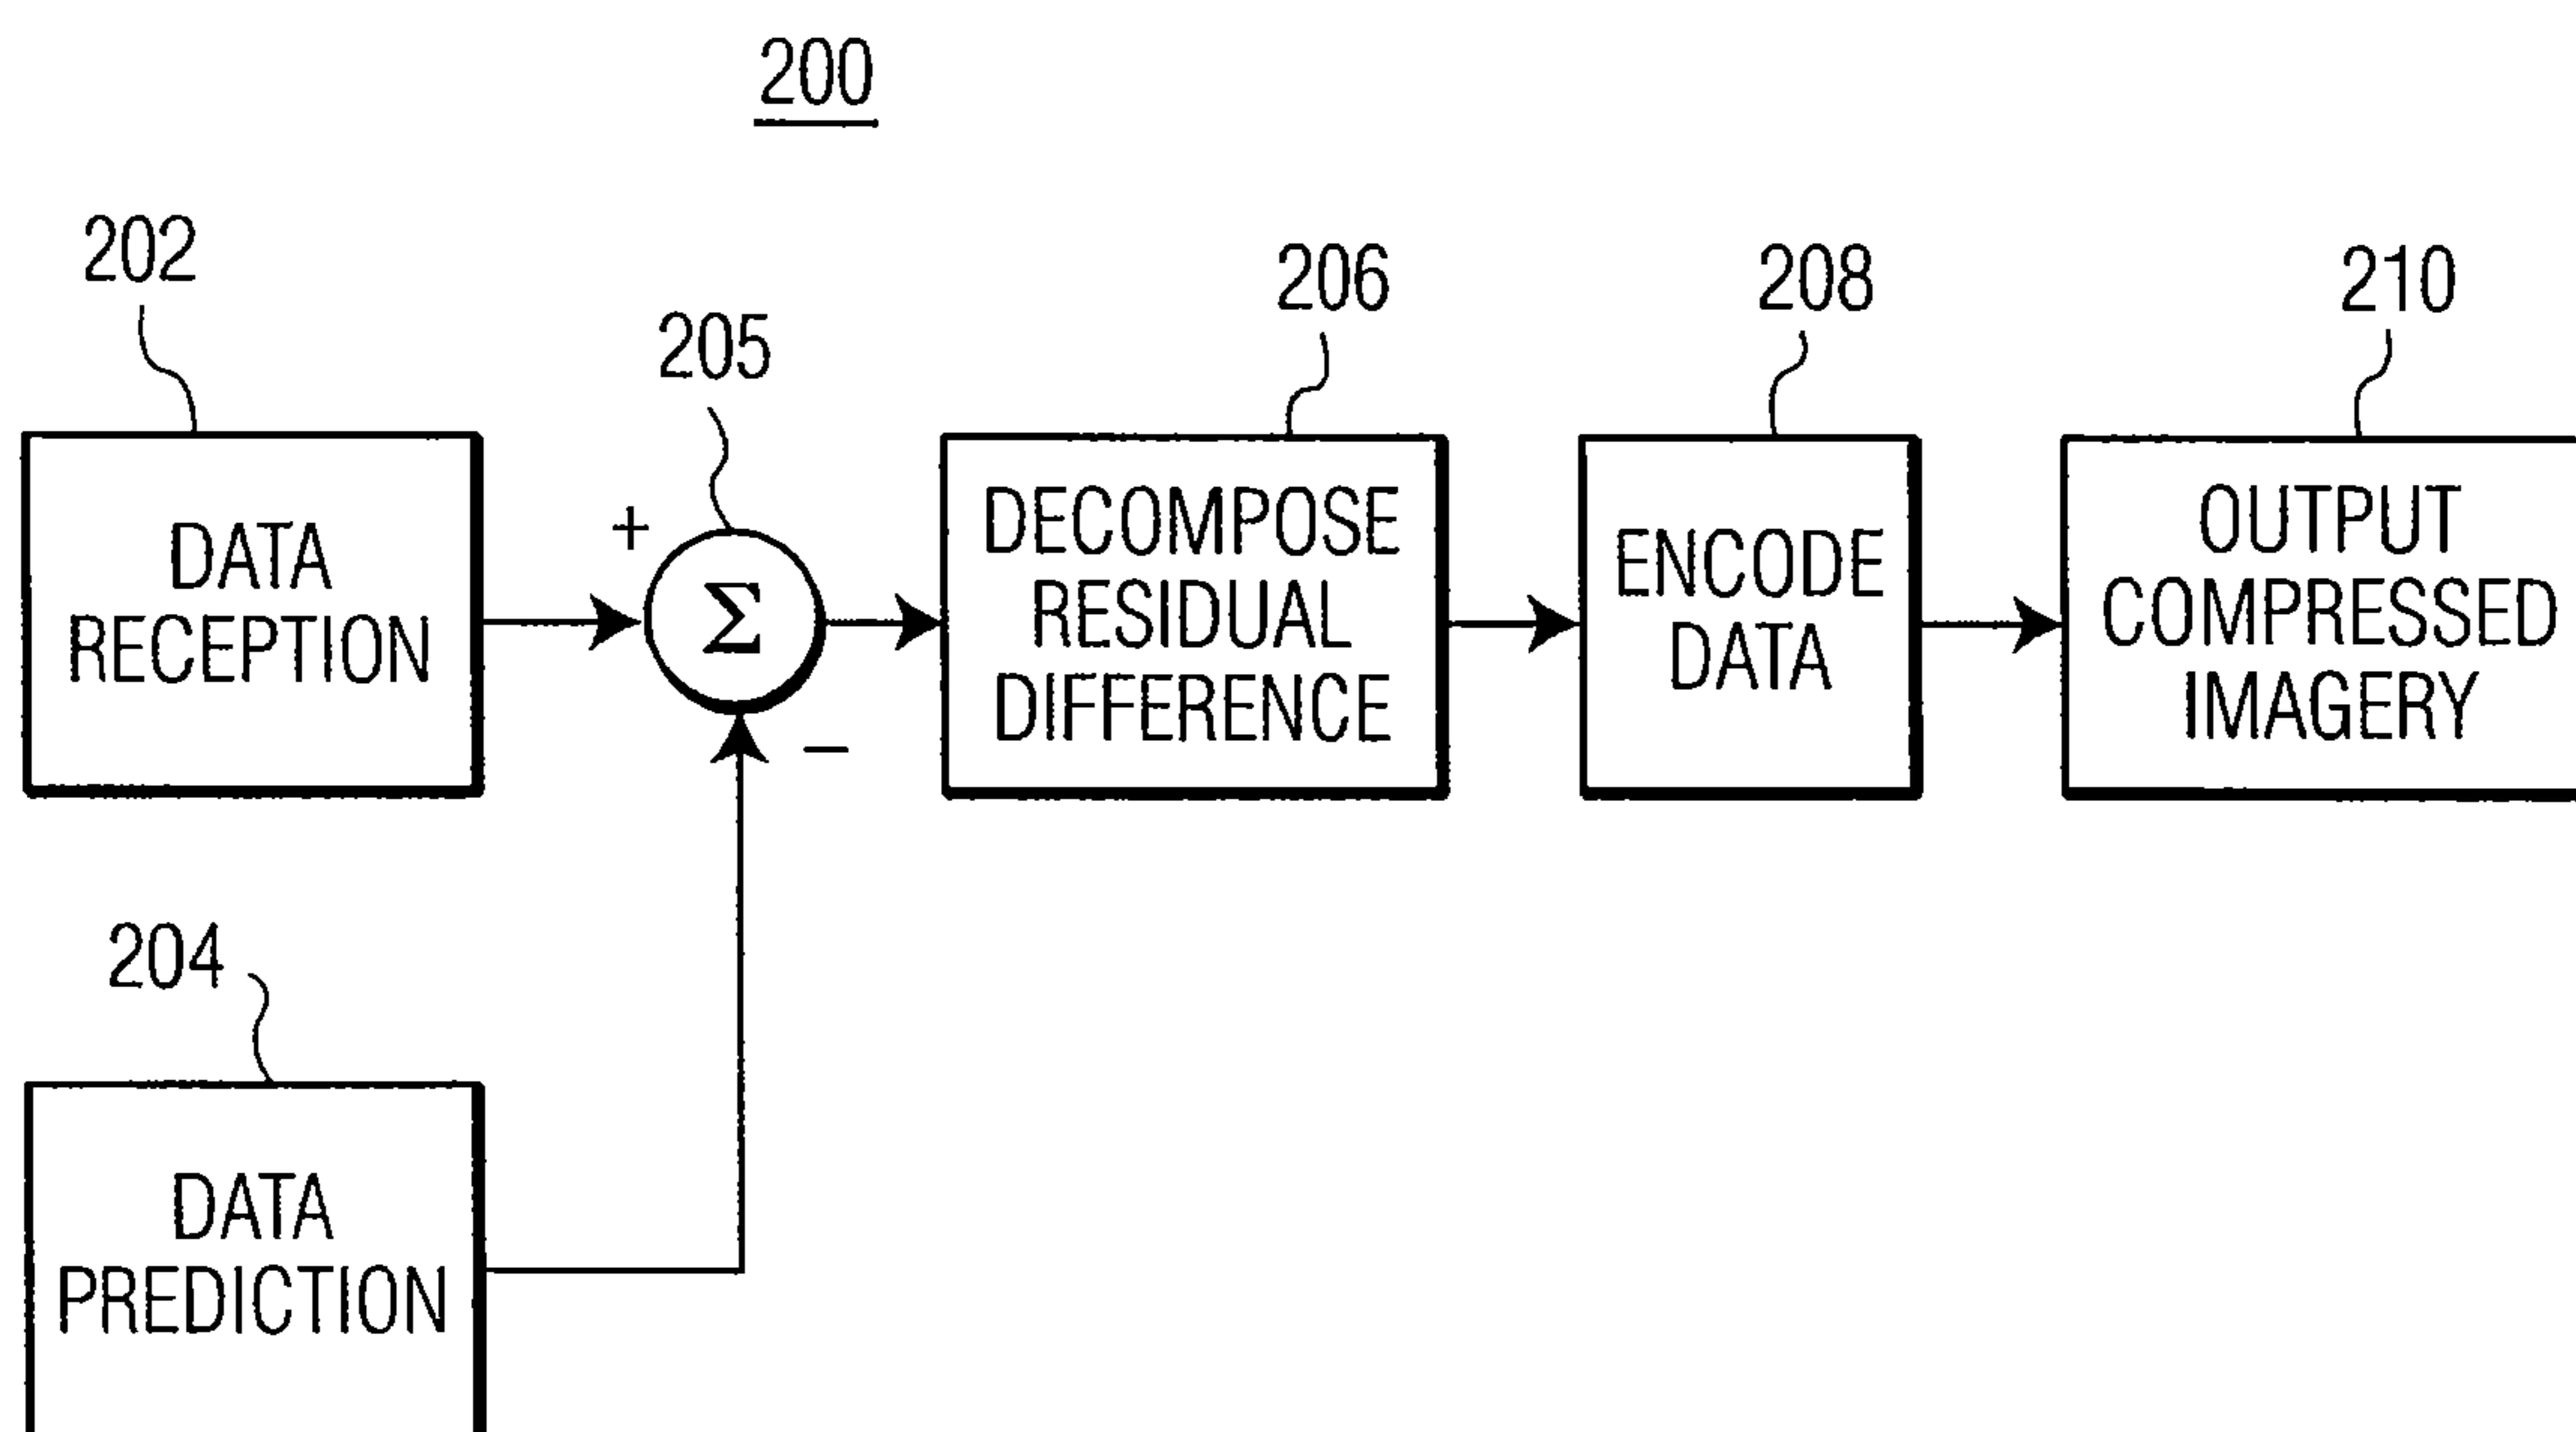 200
202
205
206
208
210
+
Σ
−
DATA
RECEPTION
DECOMPOSE
RESIDUAL
DIFFERENCE
ENCODE
DATA
OUTPUT
COMPRESSED
IMAGERY
204
DATA
PREDICTION